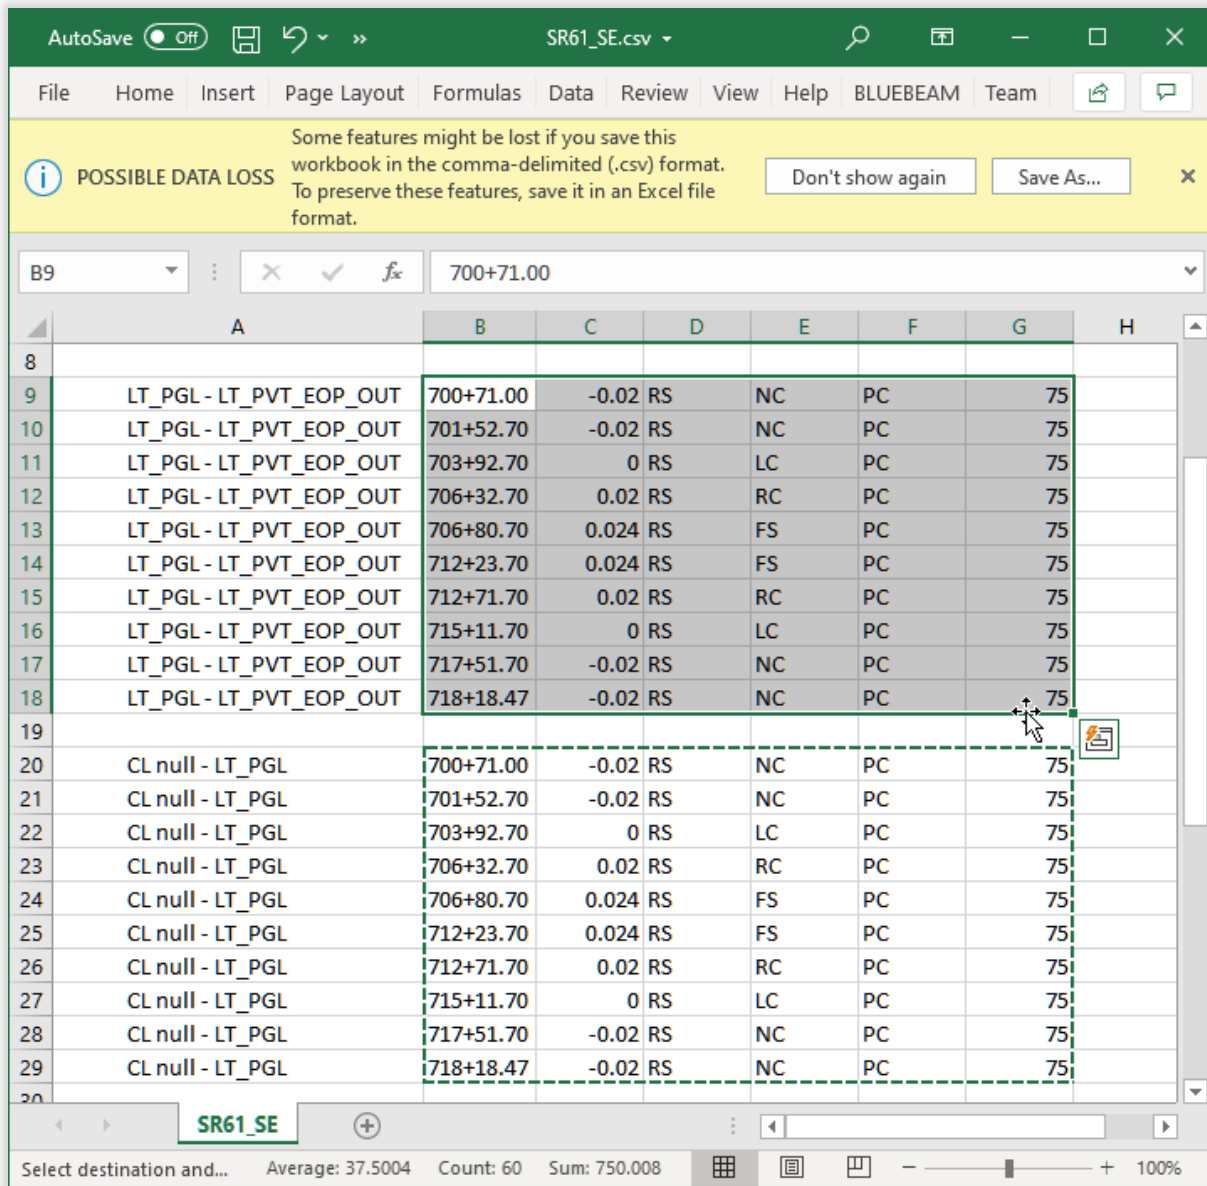 AutoSave Off SR61_SE.csv
File Home Insert Page Layout Formulas Data Review View Help BLUEBEAM Team
POSSIBLE DATA LOSS
Some features might be lost if you save this
workbook in the comma-delimited (.csv) format.
To preserve these features, save it in an Excel file
format.
Don't show again Save As...
B9 fx 700+71.00
A B C D E F G H
8
9 LT_PGL - LT_PVT_EOP_OUT 700+71.00 -0.02 RS NC PC 75
10 LT_PGL - LT_PVT_EOP_OUT 701+52.70 -0.02 RS NC PC 75
11 LT_PGL - LT_PVT_EOP_OUT 703+92.70 0 RS LC PC 75
12 LT_PGL - LT_PVT_EOP_OUT 706+32.70 0.02 RS RC PC 75
13 LT_PGL - LT_PVT_EOP_OUT 706+80.70 0.024 RS FS PC 75
14 LT_PGL - LT_PVT_EOP_OUT 712+23.70 0.024 RS FS PC 75
15 LT_PGL - LT_PVT_EOP_OUT 712+71.70 0.02 RS RC PC 75
16 LT_PGL - LT_PVT_EOP_OUT 715+11.70 0 RS LC PC 75
17 LT_PGL - LT_PVT_EOP_OUT 717+51.70 -0.02 RS NC PC 75
18 LT_PGL - LT_PVT_EOP_OUT 718+18.47 -0.02 RS NC PC 75
19
20 CL null - LT_PGL 700+71.00 -0.02 RS NC PC 75
21 CL null - LT_PGL 701+52.70 -0.02 RS NC PC 75
22 CL null - LT_PGL 703+92.70 0 RS LC PC 75
23 CL null - LT_PGL 706+32.70 0.02 RS RC PC 75
24 CL null - LT_PGL 706+80.70 0.024 RS FS PC 75
25 CL null - LT_PGL 712+23.70 0.024 RS FS PC 75
26 CL null - LT_PGL 712+71.70 0.02 RS RC PC 75
27 CL null - LT_PGL 715+11.70 0 RS LC PC 75
28 CL null - LT_PGL 717+51.70 -0.02 RS NC PC 75
29 CL null - LT_PGL 718+18.47 -0.02 RS NC PC 75
30
SR61_SE
Select destination and... Average: 37.5004 Count: 60 Sum: 750.008 100%